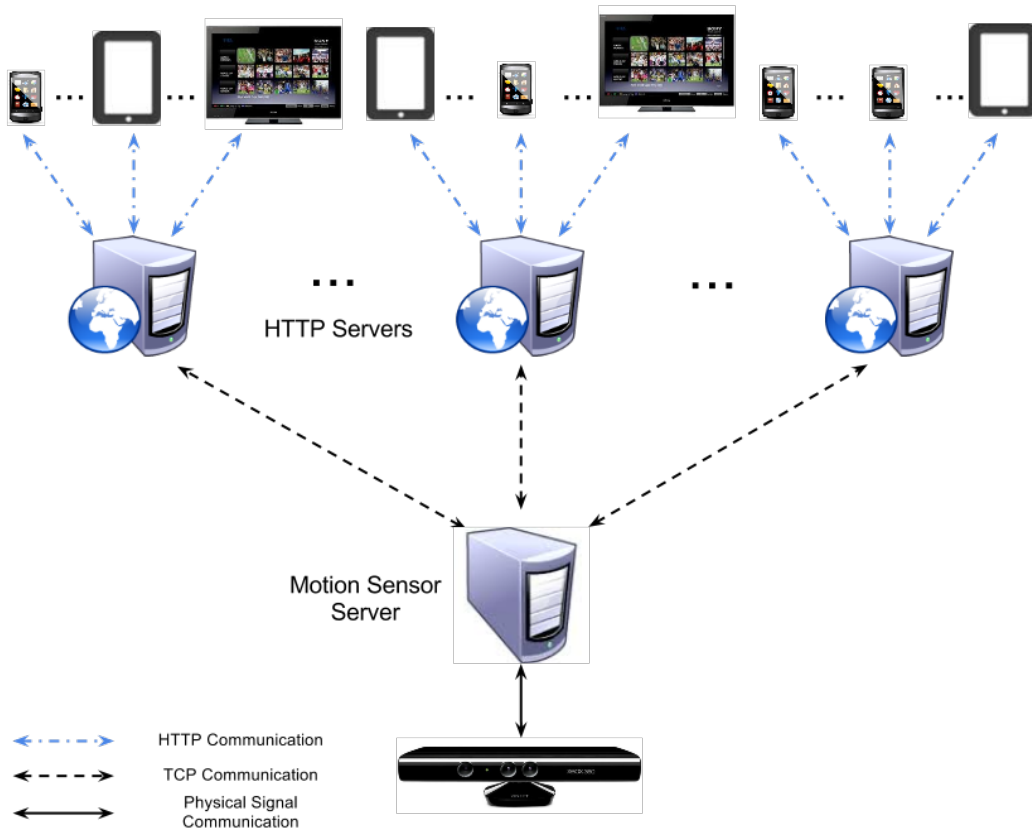 ...
...
...
...
...
...
...
...
HTTP Servers
Motion Sensor
Server
HTTP Communication
TCP Communication
Physical Signal
Communication